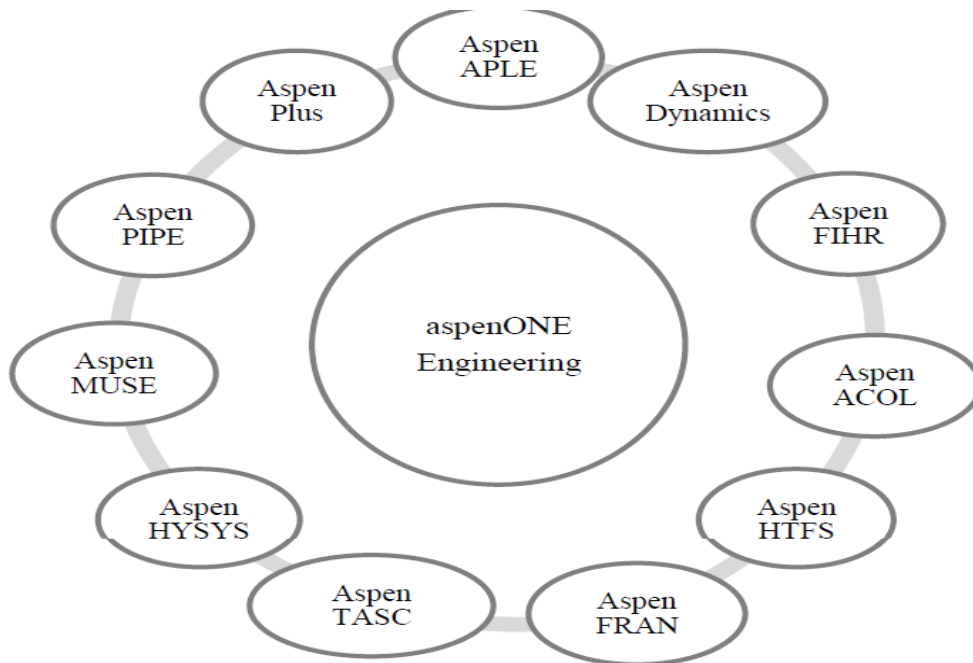 Aspen
APLE
Aspen
Dynamics
Aspen
FIHR
Aspen
ACOL
Aspen
HTFS
Aspen
FRAN
Aspen
TASC
Aspen
HYSYS
Aspen
MUSE
Aspen
PIPE
Aspen
Plus
aspenONE
Engineering